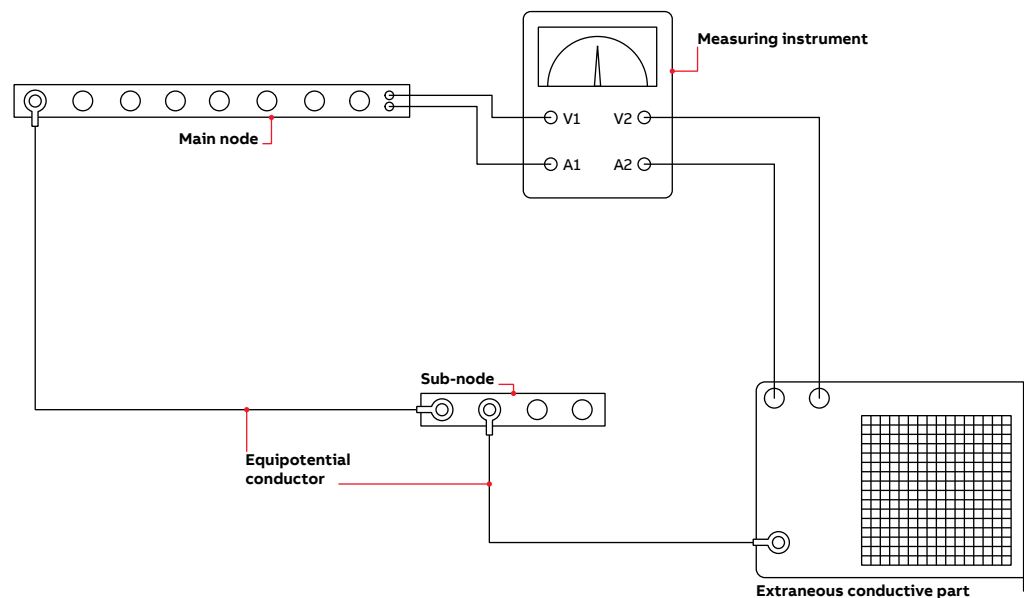 Measuring instrument
V1
V2
Main node
A1
A2
Sub-node
Equipotential
conductor
Extraneous conductive part